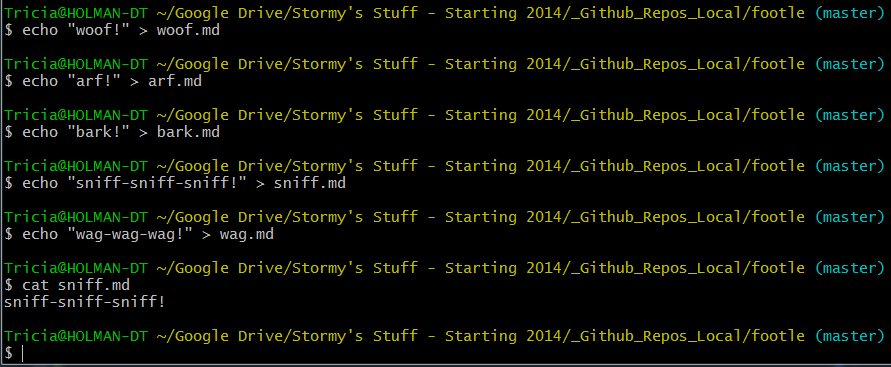 Tricia@HOLMAN-DT ~/Google Drive/Stormy's Stuff - Starting 2014/_Github_Repos_Local/footle (master)
$ echo "woof!" > woof.md
Tricia@HOLMAN-DT ~/Google Drive/Stormy's Stuff - Starting 2014/_Github_Repos_Local/footle (master)
$ echo "arf!" > arf.md
Tricia@HOLMAN-DT ~/Google Drive/Stormy's Stuff - Starting 2014/_Github_Repos_Local/footle (master)
$ echo "bark!" > bark.md
Tricia@HOLMAN-DT ~/Google Drive/Stormy's Stuff - Starting 2014/_Github_Repos_Local/footle (master)
$ echo "sniff-sniff-sniff!" > sniff.md
Tricia@HOLMAN-DT ~/Google Drive/Stormy's Stuff - Starting 2014/_Github_Repos_Local/footle (master)
$ echo "wag-wag-wag!" > wag.md
Tricia@HOLMAN-DT ~/Google Drive/Stormy's Stuff - Starting 2014/_Github_Repos_Local/footle (master)
$ cat sniff.md
sniff-sniff-sniff!
Tricia@HOLMAN-DT ~/Google Drive/Stormy's Stuff - Starting 2014/_Github_Repos_Local/footle (master)
$